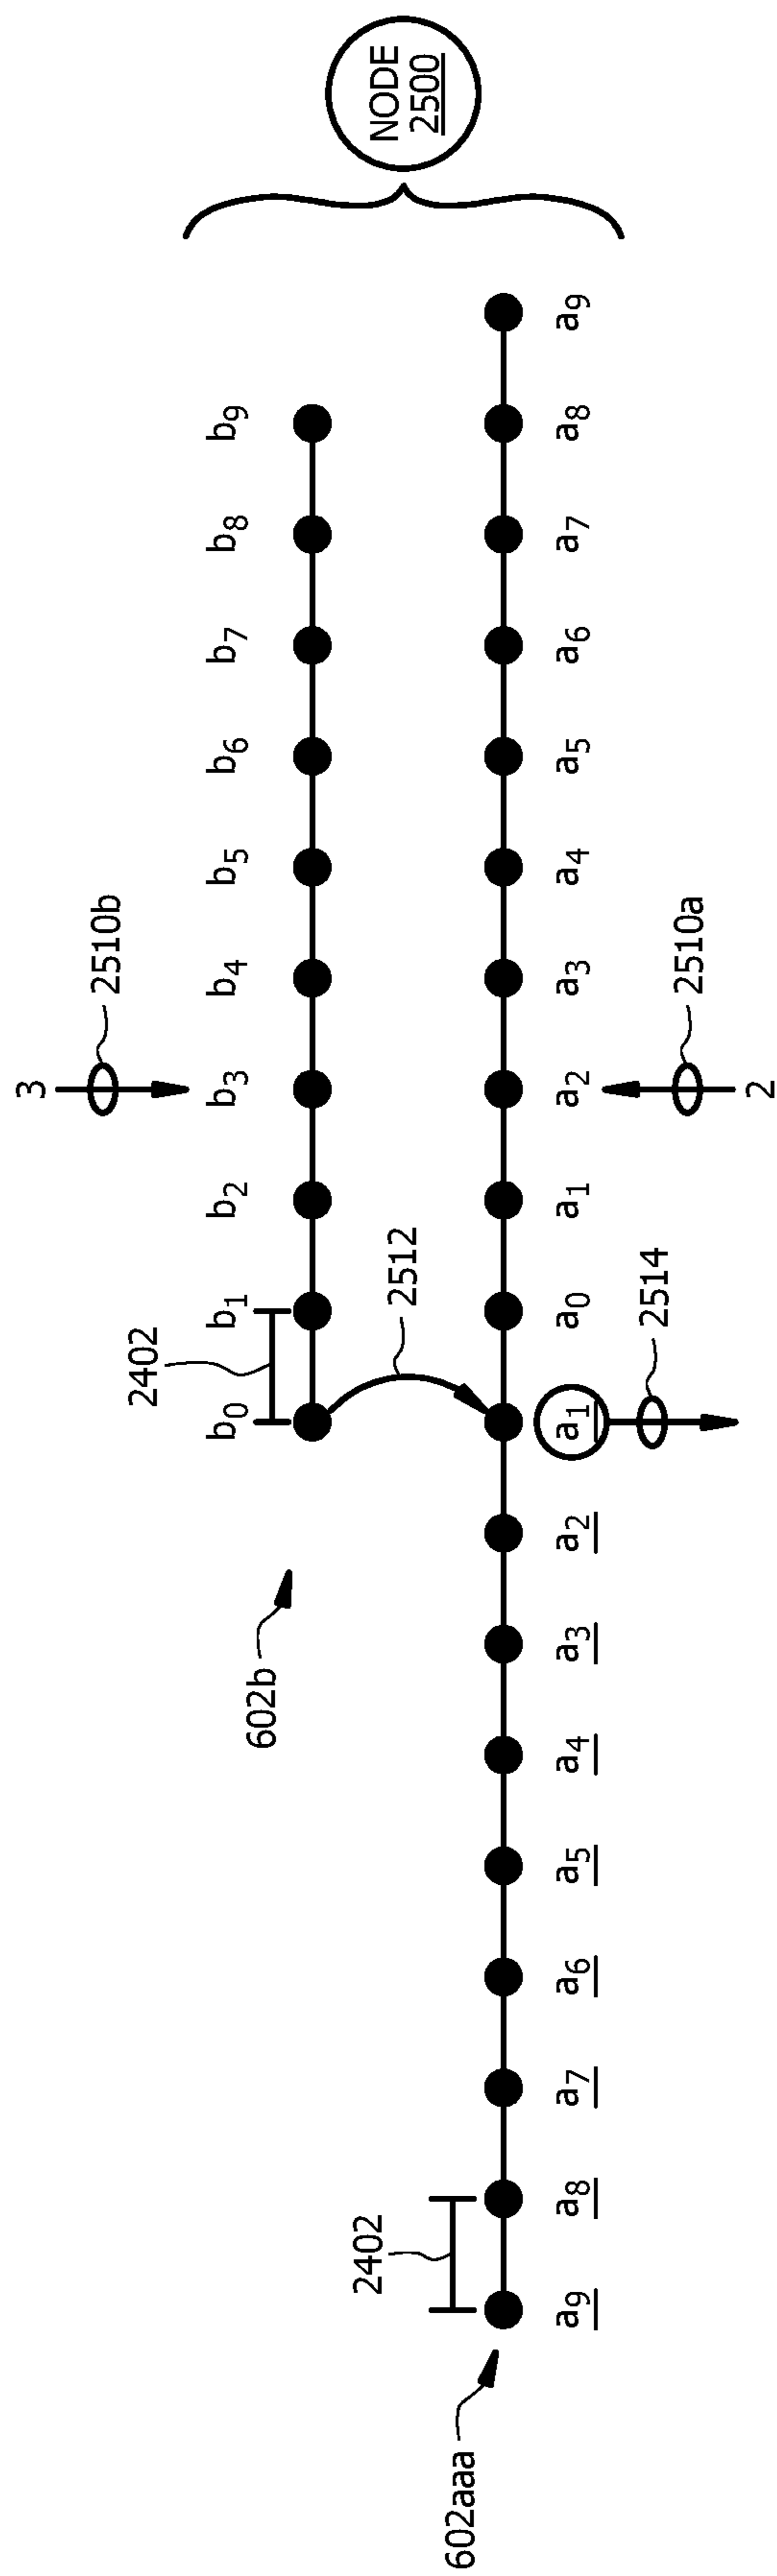 3
2510b
2402
b₀ b₁ b₂ b₃ b₄ b₅ b₆ b₇ b₈ b₉
602b
2402
NODE
2512
2500
602aaa
a₉ a₈ a₇ a₆ a₅ a₄ a₃ a₂ a₁ a₀ a₁ a₂ a₃ a₄ a₅ a₆ a₇ a₈ a₉
2514
2510a
2